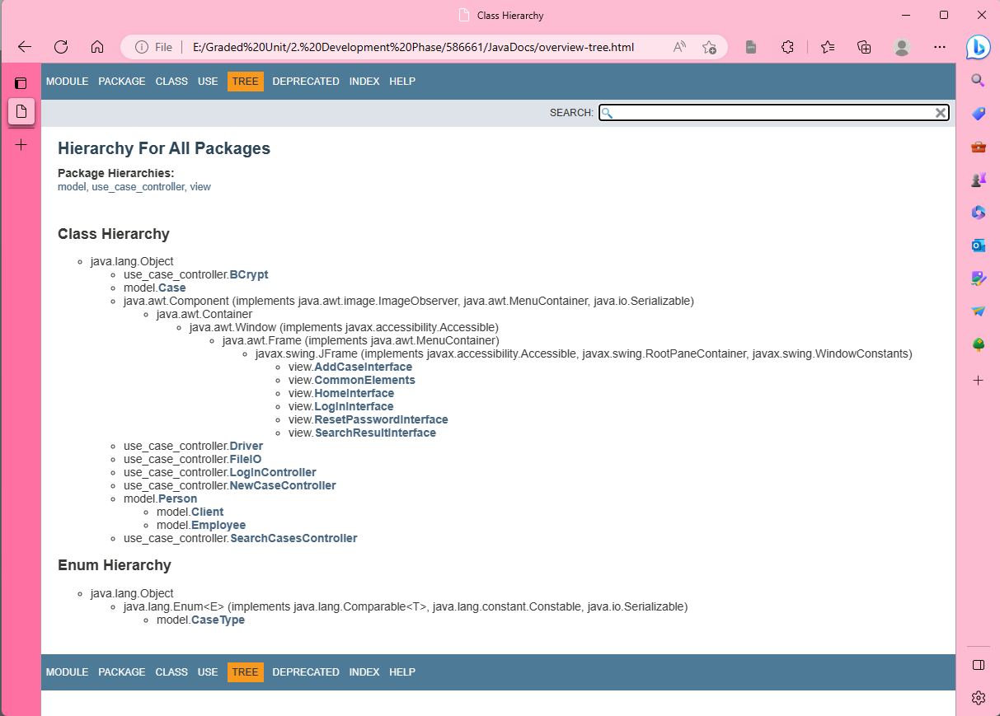 Class Hierarchy
File E:/Graded%20Unit/2.%20Development%20Phase/586661/JavaDocs/overview-tree.html
MODULE PACKAGE CLASS USE TREE DEPRECATED INDEX HELP
SEARCH:
Hierarchy For All Packages
Package Hierarchies:
model, use_case_controller, view
Class Hierarchy
java.lang.Object
use_case_controller.BCrypt
model.Case
java.awt.Component (implements java.awt.image.ImageObserver, java.awt.MenuContainer, java.io.Serializable)
java.awt.Container
java.awt.Window (implements javax.accessibility.Accessible)
java.awt.Frame (implements java.awt.MenuContainer)
javax.swing.JFrame (implements javax.accessibility.Accessible, javax.swing.RootPaneContainer, javax.swing.WindowConstants)
view.AddCaseInterface
view.CommonElements
view.HomeInterface
view.LogInInterface
view.ResetPasswordInterface
view.SearchResultInterface
use_case_controller.Driver
use_case_controller.FileIO
use_case_controller.LogInController
use_case_controller.NewCaseController
model.Person
model.Client
model.Employee
use_case_controller.SearchCasesController
Enum Hierarchy
java.lang.Object
java.lang.Enum<E> (implements java.lang.Comparable<T>, java.lang.constant.Constable, java.io.Serializable)
model.CaseType
MODULE PACKAGE CLASS USE TREE DEPRECATED INDEX HELP